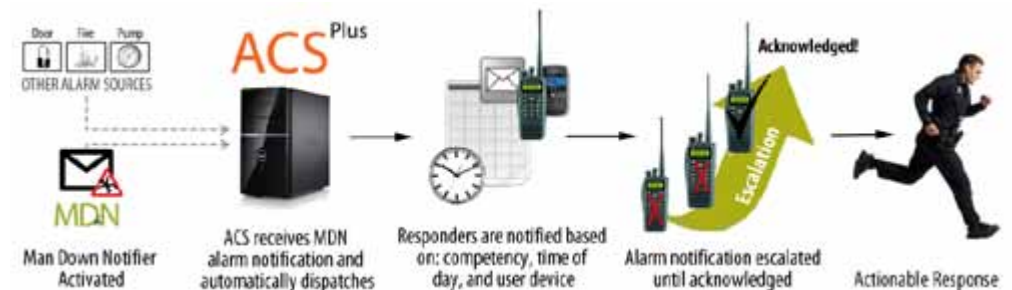 Door Fire Pump
OTHER ALARM SOURCES
MDN
Man Down Notifier
Activated
ACS Plus
ACS receives MDN
alarm notification and
automatically dispatches
Responders are notified based
on: competency, time of
day, and user device
Acknowledged!
Escalation
Alarm notification escalated
until acknowledged
Actionable Response